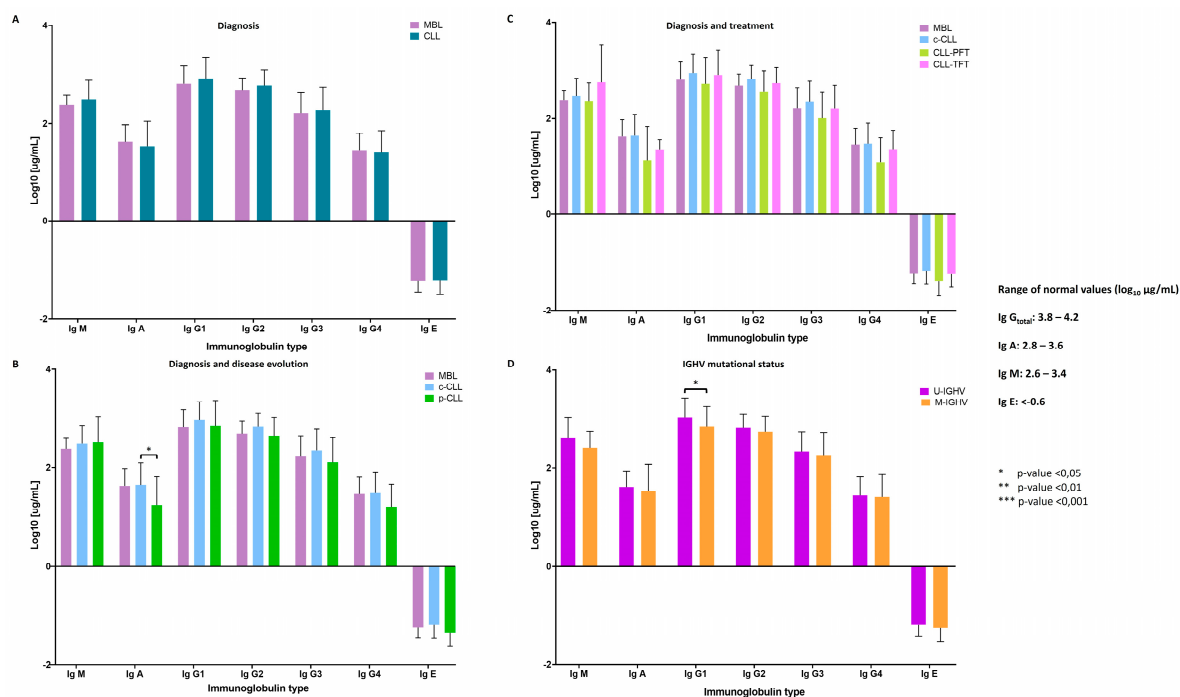 A
Diagnosis
MBL
CLL
Log10 [ug/mL]
4
2
0
-2
Ig M
Ig A
Ig G1
Ig G2
Ig G3
Ig G4
Ig E
Immunoglobulin type
B
Diagnosis and disease evolution
MBL
c-CLL
p-CLL
*
Log10 [ug/mL]
4
2
0
-2
Ig M
Ig A
Ig G1
Ig G2
Ig G3
Ig G4
Ig E
Immunoglobulin type
C
Diagnosis and treatment
MBL
c-CLL
CLL-PFT
CLL-TFT
Log10 [ug/mL]
4
2
0
-2
Ig M
Ig A
Ig G1
Ig G2
Ig G3
Ig G4
Ig E
Immunoglobulin type
D
IGHV mutational status
U-IGHV
M-IGHV
*
Log10 [ug/mL]
4
2
0
-2
Ig M
Ig A
Ig G1
Ig G2
Ig G3
Ig G4
Ig E
Immunoglobulin type
Range of normal values (log10 µg/mL)
Ig Gtotal: 3.8 – 4.2
Ig A: 2.8 – 3.6
Ig M: 2.6 – 3.4
Ig E: <-0.6
* p-value <0,05
** p-value <0,01
*** p-value <0,001